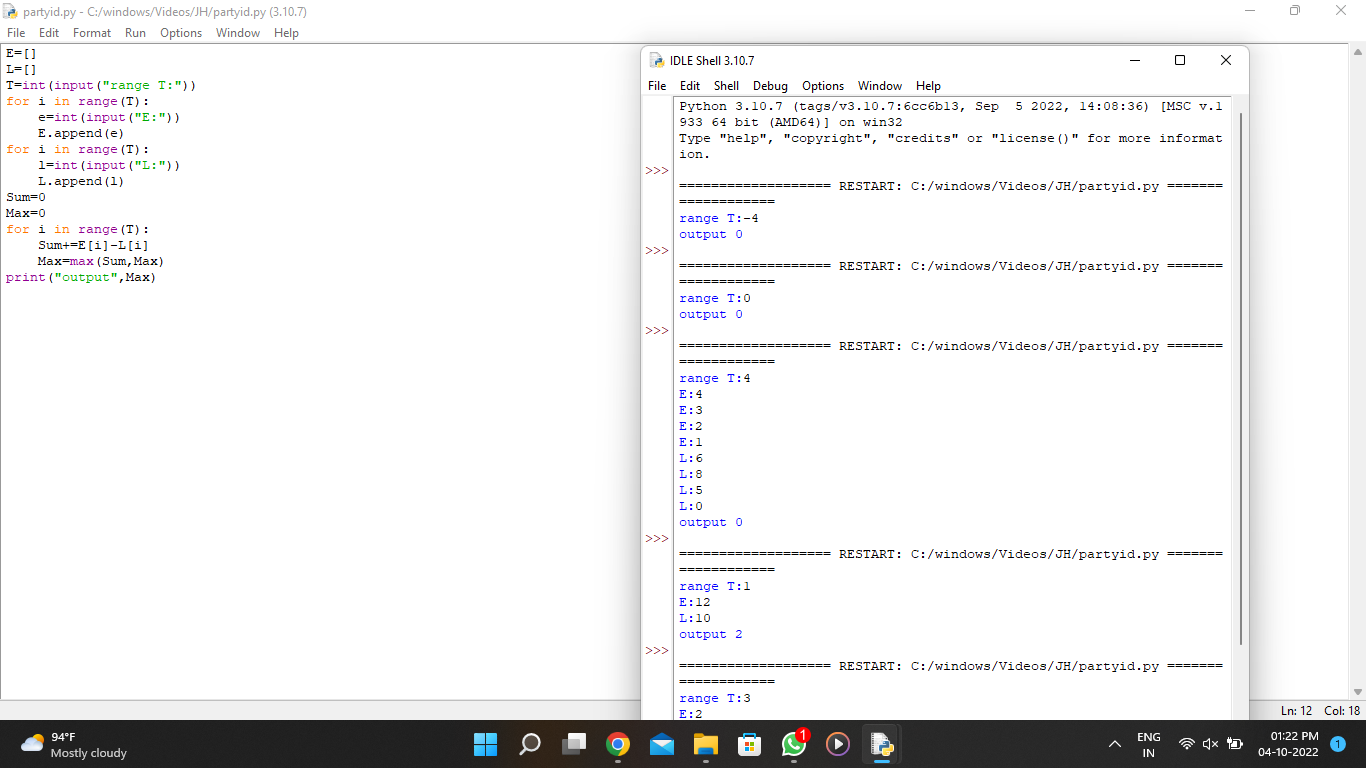 partyid.py - C:/windows/Videos/JH/partyid.py (3.10.7)
File Edit Format Run Options Window Help
E=[]
L=[]
T=int(input("range T:"))
for i in range(T):
    e=int(input("E:"))
    E.append(e)
for i in range(T):
    l=int(input("L:"))
    L.append(l)
Sum=0
Max=0
for i in range(T):
    Sum+=E[i]-L[i]
    Max=max(Sum,Max)
print("output",Max)
IDLE Shell 3.10.7
File Edit Shell Debug Options Window Help
Python 3.10.7 (tags/v3.10.7:6cc6b13, Sep  5 2022, 14:08:36) [MSC v.1
933 64 bit (AMD64)] on win32
Type "help", "copyright", "credits" or "license()" for more informat
ion.
>>>
=================== RESTART: C:/windows/Videos/JH/partyid.py =======
============
range T:-4
output 0
>>>
=================== RESTART: C:/windows/Videos/JH/partyid.py =======
============
range T:0
output 0
>>>
=================== RESTART: C:/windows/Videos/JH/partyid.py =======
============
range T:4
E:4
E:3
E:2
E:1
L:6
L:8
L:5
L:0
output 0
>>>
=================== RESTART: C:/windows/Videos/JH/partyid.py =======
============
range T:1
E:12
L:10
output 2
>>>
=================== RESTART: C:/windows/Videos/JH/partyid.py =======
============
range T:3
E:2
Ln: 12 Col: 18
94°F
Mostly cloudy
1
ENG
IN
01:22 PM
04-10-2022
1